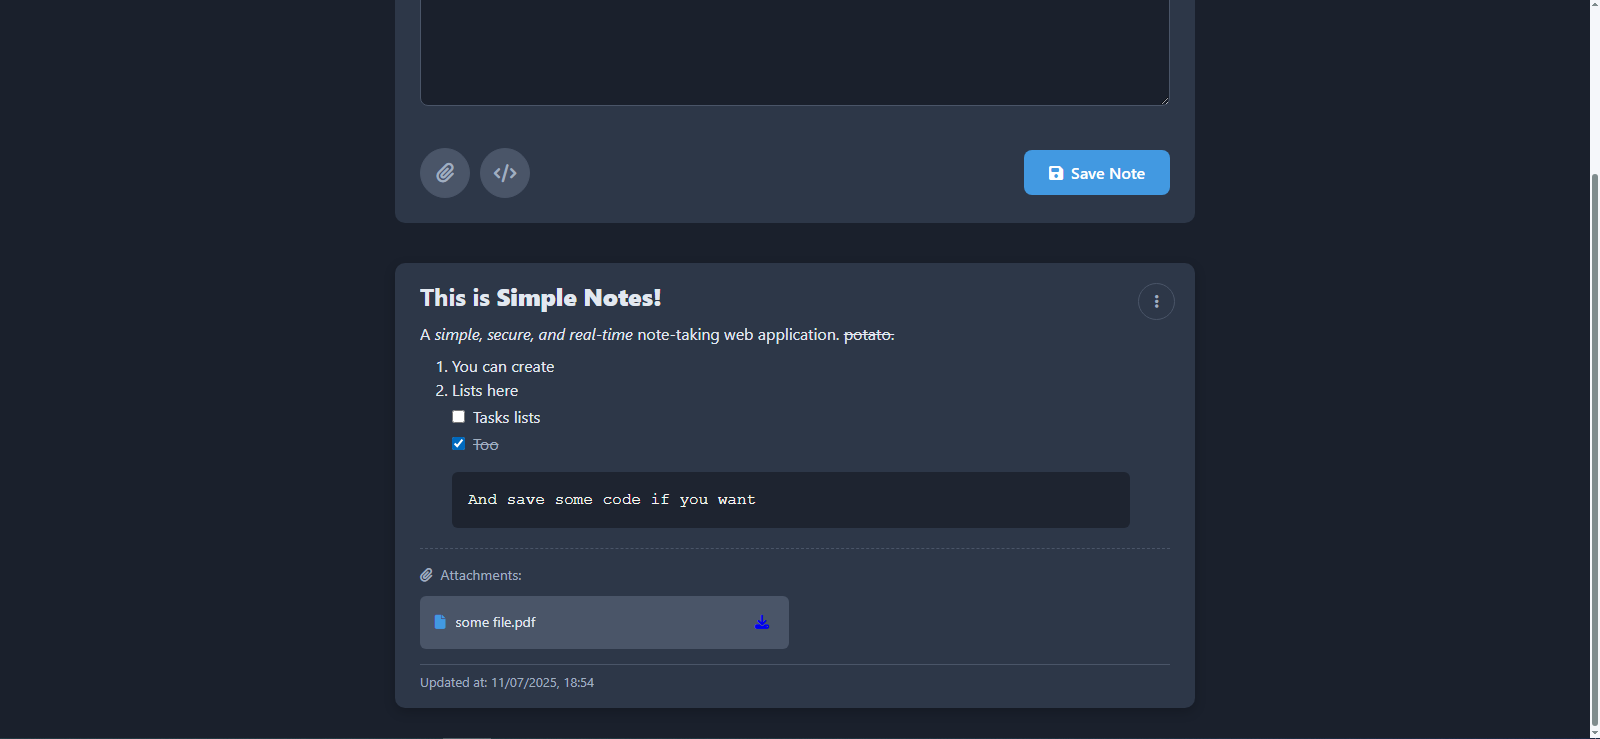 Save Note
This is Simple Notes!
A simple, secure, and real-time note-taking web application. potato.
1. You can create
2. Lists here
Tasks lists
Too
And save some code if you want
Attachments:
some file.pdf
Updated at: 11/07/2025, 18:54